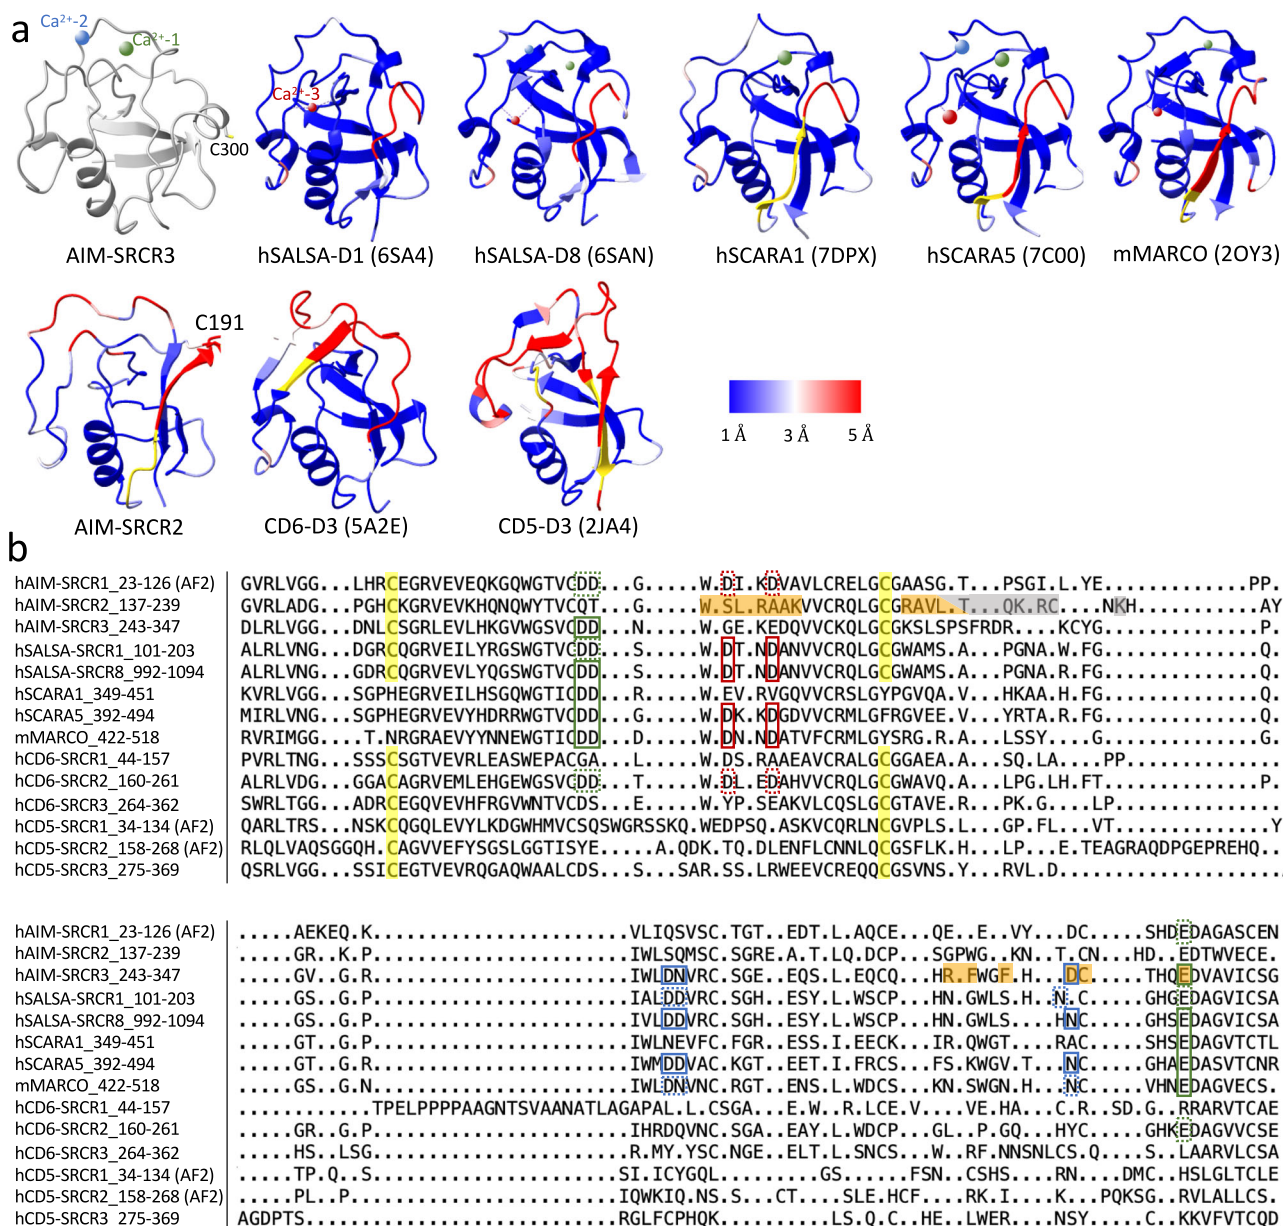 a
Ca²⁺-2
Ca²⁺-1
Ca²⁺-3
C300
AIM-SRCR3
hSALSA-D1 (6SA4)
hSALSA-D8 (6SAN)
hSCARA1 (7DPX)
hSCARA5 (7C00)
mMARCO (2OY3)
C191
1 Å
3 Å
5 Å
AIM-SRCR2
CD6-D3 (5A2E)
CD5-D3 (2JA4)
b
hAIM-SRCR1_23-126 (AF2) GVRLVGG...LHRCEGRVEVEQKGQWGTVCDD...G......W.DI.KDVAVLCRELGCGAASG.T...PSGI.L.YE..............PP.
hAIM-SRCR2_137-239 GVRLADG...PGHCKGRVEVKHNQQWYTVCQT...G......W.SL.RAAKVVCRQLGCGRAVL.T...QK.RC....NKH............AY
hAIM-SRCR3_243-347 DLRLVGG...DNLCSGRLEVLHKGVWGSVCDD...N......W.GE.KEDQVVCKQLGCGKSLSPSFRDR....KCYG..............Q.
hSALSA-SRCR1_101-203 ALRLVNG...DGRCQGRVEILYRGSWGTVCDD...S......W.DT.NDANVVCRQLGCGWAMS.A...PGNA.W.FG..............Q.
hSALSA-SRCR8_992-1094 ALRLVNG...GDRCQGRVEVLYQGSWGTVCDD...S......W.DT.NDANVVCRQLGCGWAMS.A...PGNA.R.FG..............Q.
hSCARA1_349-451 KVRLVGG...SGPHEGRVEILHSGQWGTICDD...R......W.EV.RVGQVVCRSLGYPGVQA.V...HKAA.H.FG..............Q.
hSCARA5_392-494 MIRLVNG...SGPHEGRVEVYHDRRWGTVCDD...G......W.DK.KDGDVVCRMLGFRGVEE.V...YRTA.R.FG..............Q.
mMARCO_422-518 RVRIMGG....T.NRGRAEVYYNNEWGTICDD...D......W.DN.NDATVFCRMLGYSRG.R.A...LSSY....G..............G.
hCD6-SRCR1_44-157 PVRLTNG...SSSCSGTVEVRLEASWEPACGA...L......W.DS.RAAEAVCRALGCGGAEA.A...SQ.LA....PP...............
hCD6-SRCR2_160-261 ALRLVDG...GGACAGRVEMLEHGEWGSVCDD...T......W.DL.EDAHVVCRQLGCGWAVQ.A...LPG.LH.FT..............P.
hCD6-SRCR3_264-362 SWRLTGG...ADRCEGQVEVHFRGVWNTVCDS...E......W.YP.SEAKVLCQSLGCGTAVE.R...PK.G....LP................
hCD5-SRCR1_34-134 (AF2) QARLTRS...NSKCQGQLEVYLKDGWHMVCSQSWGRSSKQ.WEDPSQ.ASKVCQRLNCGVPLS.L...GP.FL...VT...............Y
hCD5-SRCR2_158-268 (AF2) RLQLVAQSGGQH.CAGVVEFYSGSLGGTISYE......A.QDK.TQ.DLENFLCNNLQCGSFLK.H...LP...E.TEAGRAQDPGEPREHQ...
hCD5-SRCR3_275-369 QSRLVGG...SSICEGTVEVRQGAQWAALCDS...S...SAR.SS.LRWEEVCREQQCGSVNS.Y...RVL.D......................
hAIM-SRCR1_23-126 (AF2) .....AEKEQ.K........................VLIQSVSC.TGT..EDT.L.AQCE...QE..E..VY...DC.....SHDEDAGASCEN
hAIM-SRCR2_137-239 .....GR..K.P........................IWLSQMSC.SGRE.A.T.LQ.DCP...SGPWG..KN..T.CN...HD..EDTWVECE.
hAIM-SRCR3_243-347 .....GV..G.R........................IWLDNVRC.SGE..EQS.L.EQCQ...HR.FWGF.H...DC.....THQEDVAVICSG
hSALSA-SRCR1_101-203 .....GS..G.P........................IALDDVRC.SGH..ESY.L.WSCP...HN.GWLS.H..N.C.....GHGEDAGVICSA
hSALSA-SRCR8_992-1094 .....GS..G.P........................IVLDDVRC.SGH..ESY.L.WSCP...HN.GWLS....HNC.....GHSEDAGVICSA
hSCARA1_349-451 .....GT..G.P........................IWLNEVFC.FGR..ESS.I.EECK...IR.QWGT....RAC.....SHSEDAGVTCTL
hSCARA5_392-494 .....GT..G.R........................IWMDDVAC.KGT..EET.I.FRCS...FS.KWGV.T...NC.....GHAEDASVTCNR
mMARCO_422-518 .....GS..G.N........................IWLDNVNC.RGT..ENS.L.WDCS...KN.SWGN.H...NC.....VHNEDAGVECS.
hCD6-SRCR1_44-157 ............TPELPPPPAAGNTSVAANATLAGAPAL.L.CSGA...E.W..R.LCE.V....VE.HA...C.R..SD.G..RRARVTCAE
hCD6-SRCR2_160-261 .....GR..G.P........................IHRDQVNC.SGA..EAY.L.WDCP...GL..P.GQ...HYC.....GHKEDAGVVCSE
hCD6-SRCR3_264-362 .....HS..LSG........................R.MY.YSC.NGE..ELT.L.SNCS...W..RF.NNSNLCS.Q.....S..LAARVLCSA
hCD5-SRCR1_34-134 (AF2) .....TP.Q..S.......................SI.ICYGQL..........GS.......FSN..CSHS...RN....DMC..HSLGLTCLE
hCD5-SRCR2_158-268 (AF2) .....PL..P.........................IQWKIQ.NS.S....CT....SLE.HCF....RK.I....K...PQKSG..RVLALLCS.
hCD5-SRCR3_275-369 AGDPTS..............................RGLFCPHQK.........LS.Q.C..HE..LWER....NSY....C..KKVFVTCQD